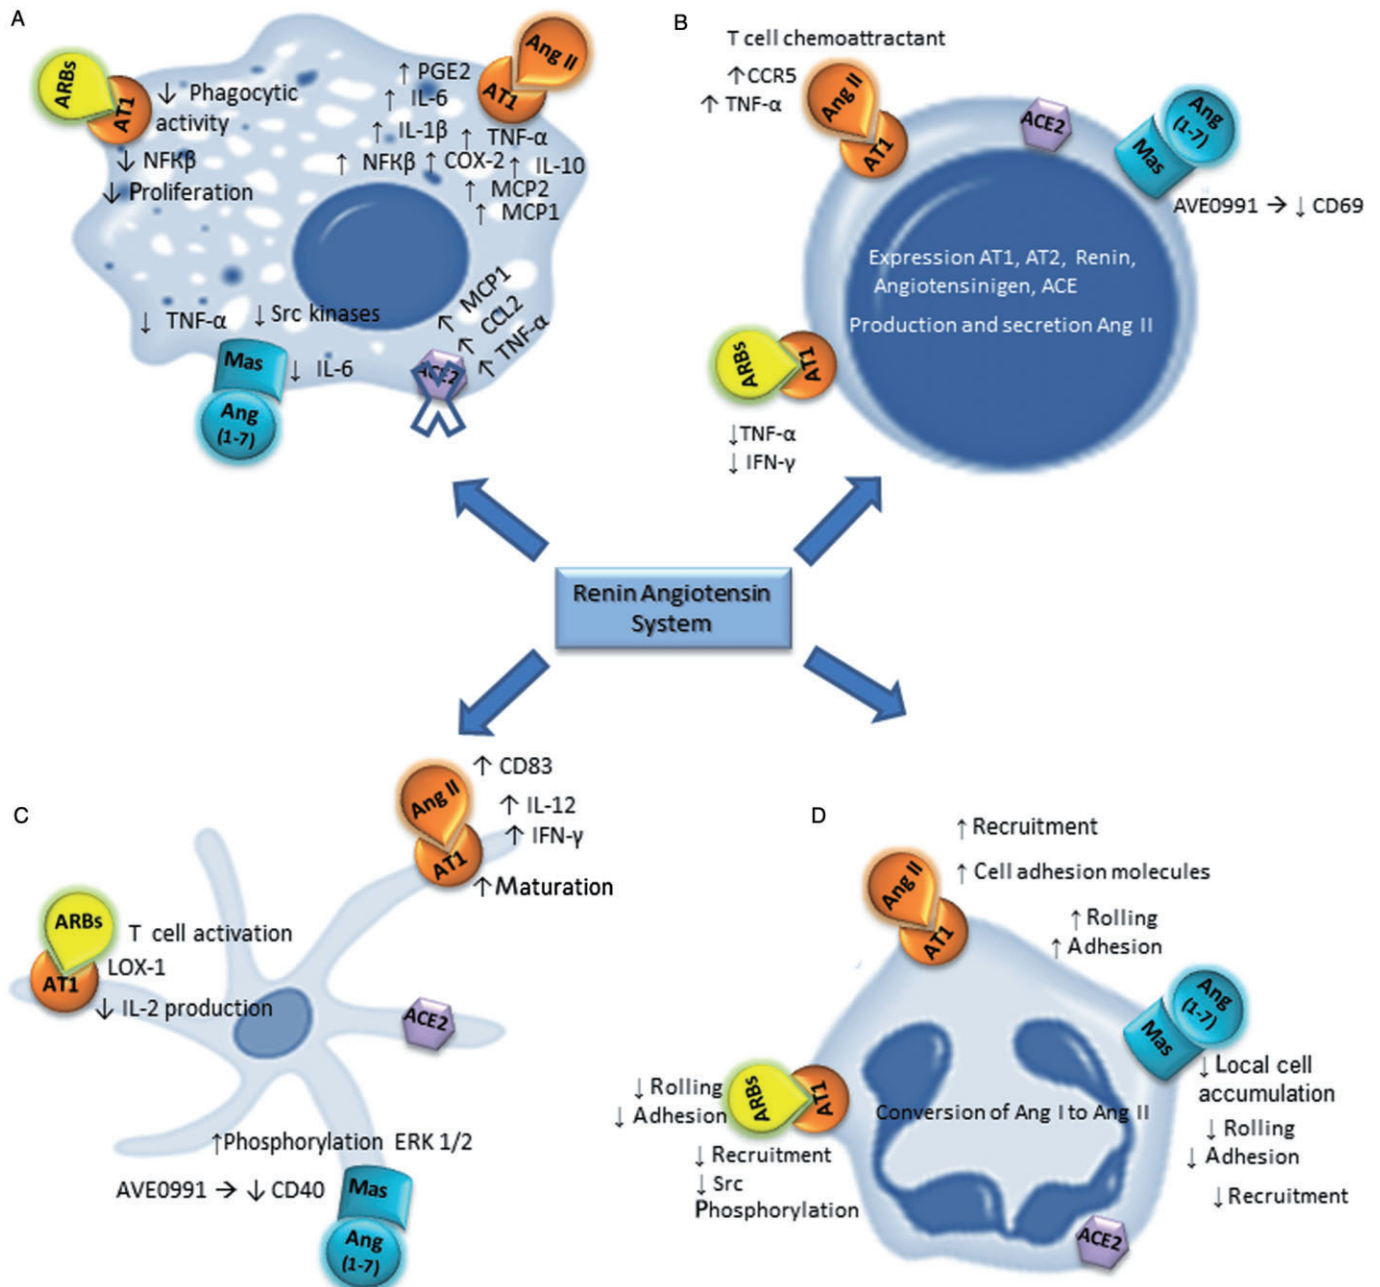 A
ARBs
AT1
↓ Phagocytic
activity
↓ NFKβ
↓ Proliferation
Ang II
AT1
↑ PGE2
↑ IL-6
↑ IL-1β
↑ TNF-α
↑ NFKβ
↑ COX-2
↑ IL-10
↑ MCP2
↑ MCP1
↓ TNF-α
↓ Src kinases
Mas
Ang
(1-7)
↓ IL-6
ACE2
↑ MCP1
↑ CCL2
↑ TNF-α
B
T cell chemoattractant
↑CCR5
↑ TNF-α
Ang II
AT1
ACE2
Ang
(1-7)
Mas
AVE0991 → ↓ CD69
Expression AT1, AT2, Renin,
Angiotensinigen, ACE
Production and secretion Ang II
ARBs
AT1
↓TNF-α
↓ IFN-γ
Renin Angiotensin
System
C
Ang II
AT1
↑ CD83
↑ IL-12
↑ IFN-γ
↑Maturation
ARBs
AT1
T cell activation
LOX-1
↓ IL-2 production
ACE2
↑Phosphorylation ERK 1/2
AVE0991 → ↓ CD40
Mas
Ang
(1-7)
D
Ang II
AT1
↑ Recruitment
↑ Cell adhesion molecules
↑ Rolling
↑ Adhesion
Ang
(1-7)
Mas
↓ Local cell
accumulation
↓ Rolling
↓ Adhesion
↓ Recruitment
Conversion of Ang I to Ang II
↓ Rolling
↓ Adhesion
ARBs
AT1
↓ Recruitment
↓ Src
Phosphorylation
ACE2